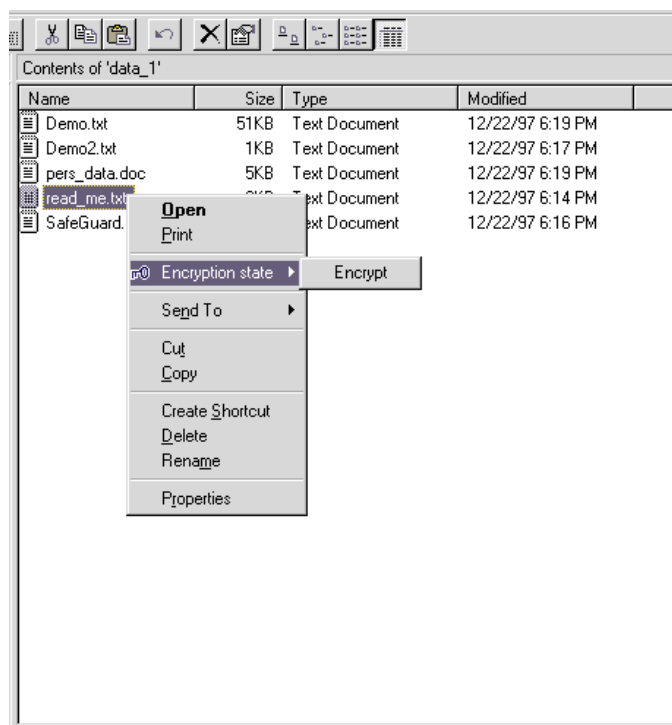 Contents of 'data_1'
Name Size Type Modified
Demo.txt 51KB Text Document 12/22/97 6:19 PM
Demo2.txt 1KB Text Document 12/22/97 6:17 PM
pers_data.doc 5KB Text Document 12/22/97 6:19 PM
read_me.txt Text Document 12/22/97 6:14 PM
SafeGuard. ext Document 12/22/97 6:16 PM
Open
Print
Encryption state Encrypt
Send To
Cut
Copy
Create Shortcut
Delete
Rename
Properties